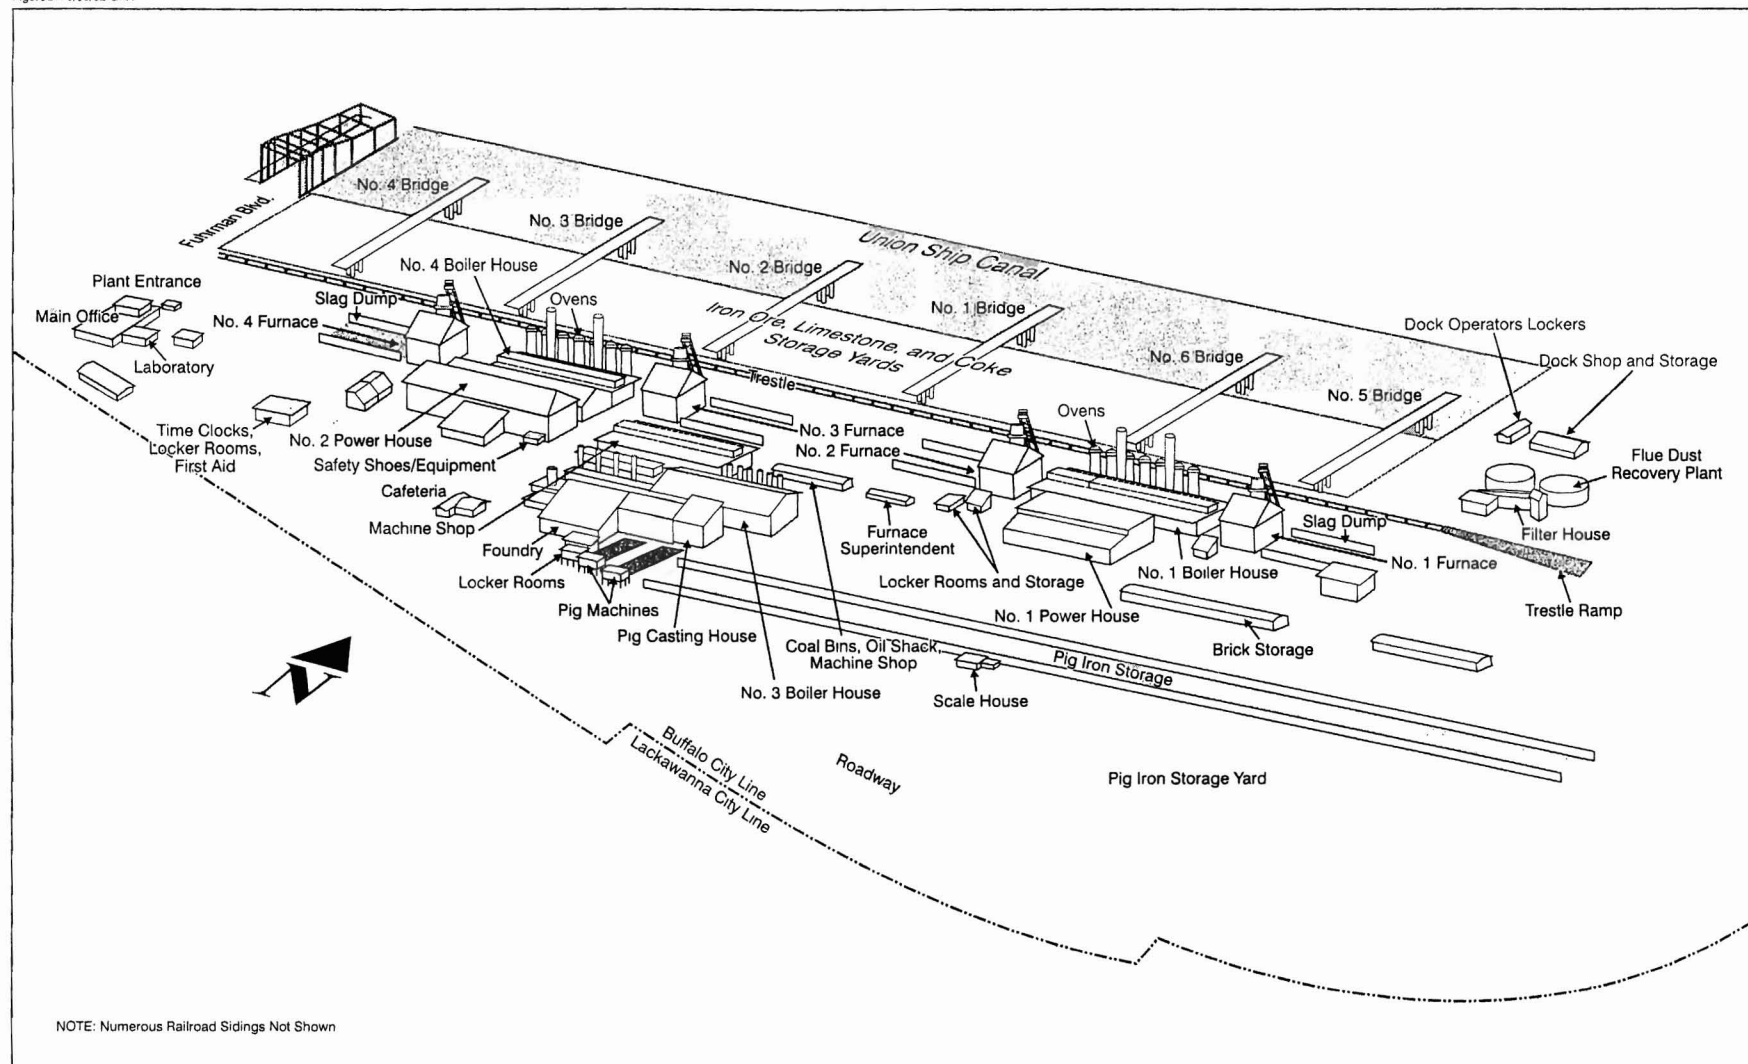 No. 4 Bridge
Fuhrman Blvd.
No. 3 Bridge
Union Ship Canal
No. 2 Bridge
No. 4 Boiler House
Plant Entrance
Slag Dump
Ovens
Main Office
No. 4 Furnace
Iron Ore, Limestone, and Coke
Storage Yards
No. 1 Bridge
Dock Operators Lockers
Laboratory
Trestle
No. 6 Bridge
Dock Shop and Storage
No. 5 Bridge
Ovens
Time Clocks,
Locker Rooms,
First Aid
No. 2 Power House
No. 3 Furnace
No. 2 Furnace
Safety Shoes/Equipment
Flue Dust
Recovery Plant
Cafeteria
Machine Shop
Furnace
Superintendent
Slag Dump
Filter House
Foundry
Locker Rooms
Locker Rooms and Storage
No. 1 Boiler House
No. 1 Furnace
Pig Machines
No. 1 Power House
Trestle Ramp
Pig Casting House
Coal Bins, Oil Shack,
Machine Shop
Brick Storage
Pig Iron Storage
No. 3 Boiler House
Scale House
Buffalo City Line
Lackawanna City Line
Roadway
Pig Iron Storage Yard
NOTE: Numerous Railroad Sidings Not Shown